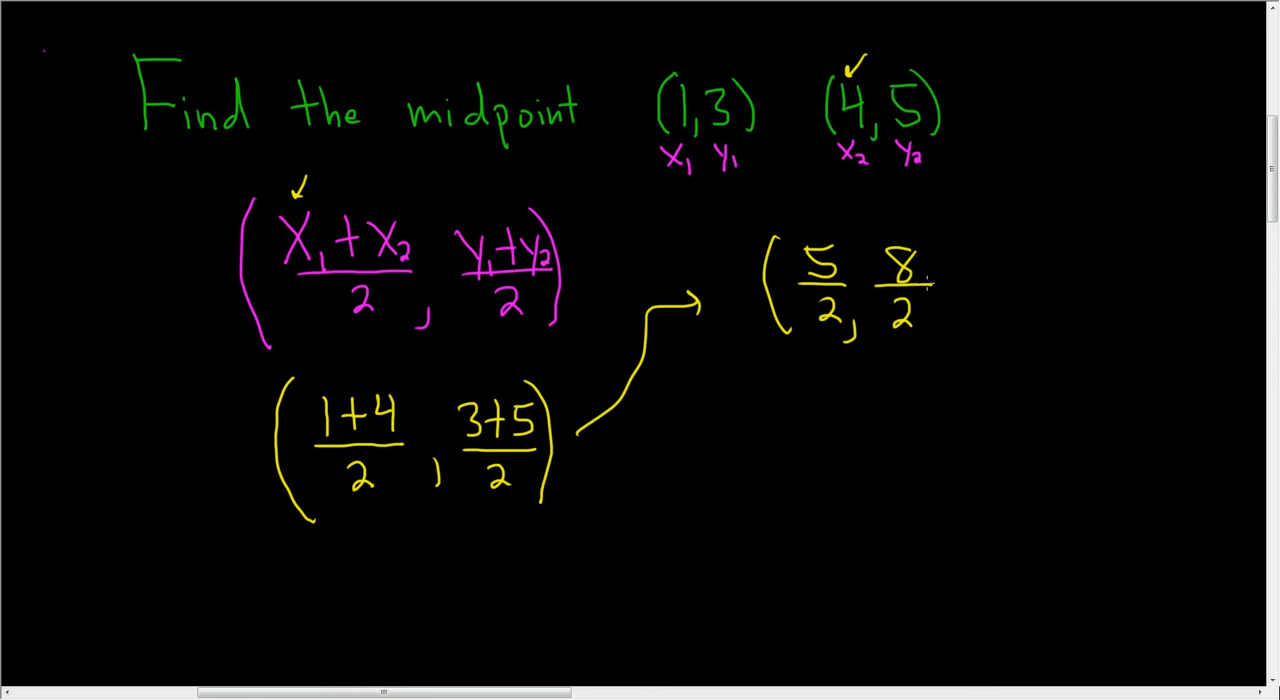 Find the midpoint (1,3) (4,5)
x₁ y₁ x₂ y₂
(x₁+x₂/2, y₁+y₂/2)
(5/2, 8/2
(1+4/2, 3+5/2)